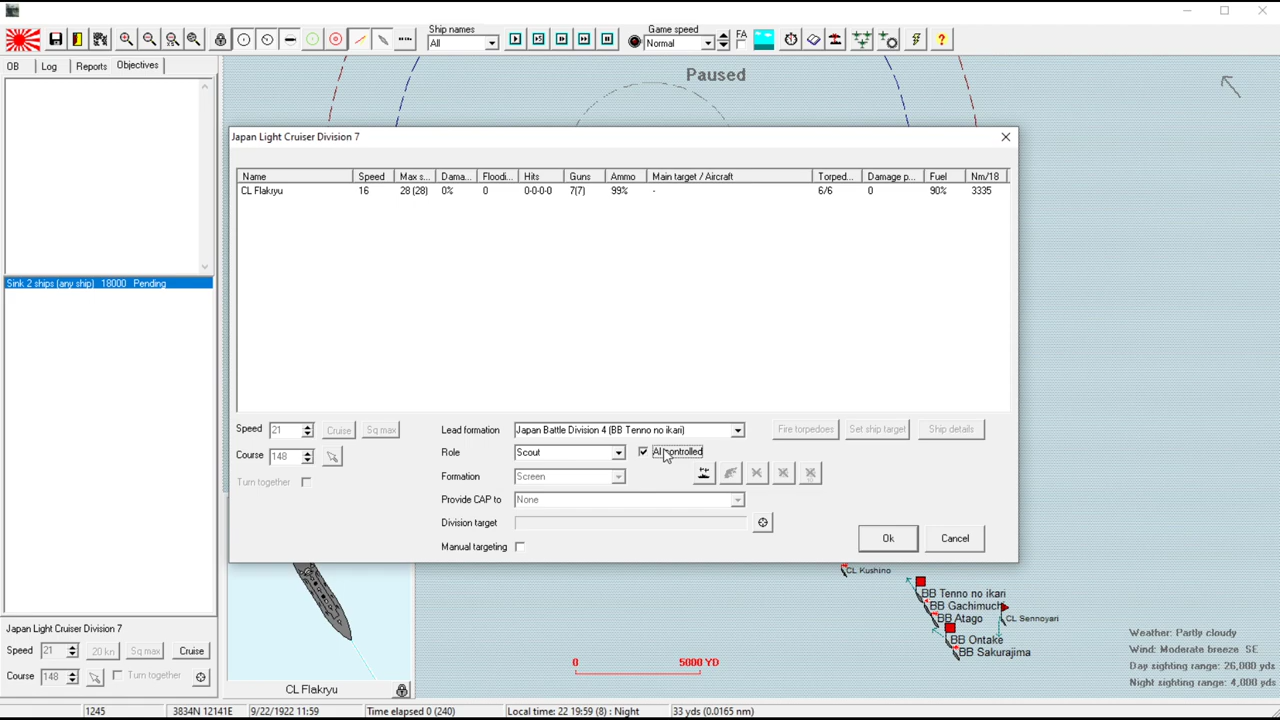 Ship names
All
Game speed
Normal
FA
OB Log Reports Objectives
Paused
Sink 2 ships (any ship) 18000 Pending
Japan Light Cruiser Division 7
Name Speed Max s... Dama... Floodi... Hits Guns Ammo Main target / Aircraft Torped... Damage p... Fuel Nm/18
CL Flakryu 16 28 (28) 0% 0 0-0-0-0 7(7) 99% - 6/6 0 90% 3335
Speed 21 Cruise Sq max
Course 148
Turn together
Lead formation Japan Battle Division 4 (BB Tenno no ikari)
Role Scout AI controlled
Formation Screen
Provide CAP to None
Division target
Manual targeting
Fire torpedoes Set ship target Ship details
Ok Cancel
CL Kushino
BB Tenno no ikari
BB Gachimuchi
BB Atago
CL Sennoyari
BB Ontake
BB Sakurajima
0 5000 YD
Weather: Partly cloudy
Wind: Moderate breeze SE
Day sighting range: 26,000 yds
Night sighting range: 4,000 yds
Japan Light Cruiser Division 7
Speed 21 20 kn Sq max Cruise
Course 148 Turn together
CL Flakryu
1245 3834N 12141E 9/22/1922 11:59 Time elapsed 0 (240) Local time: 22 19:59 (8) : Night 33 yds (0.0165 nm)